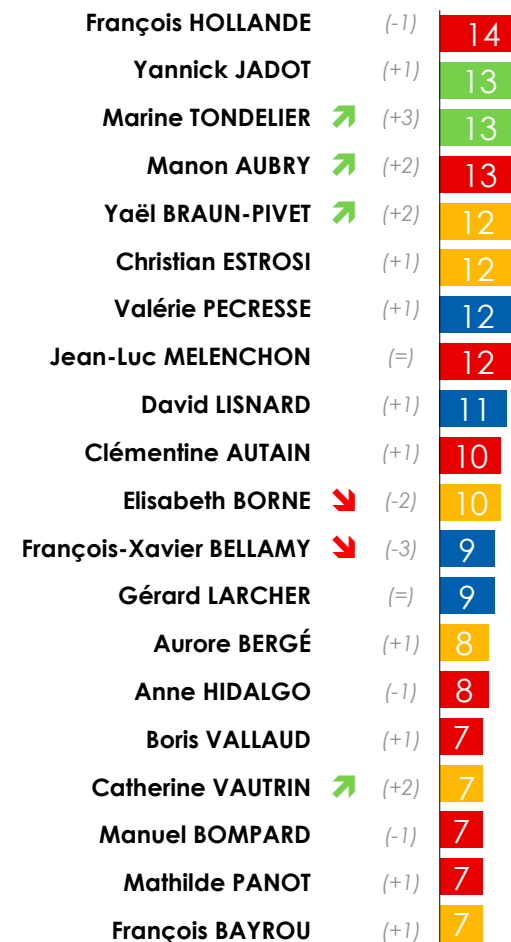 François HOLLANDE (-1) 14
Yannick JADOT (+1) 13
Marine TONDELIER (+3) 13
Manon AUBRY (+2) 13
Yaël BRAUN-PIVET (+2) 12
Christian ESTROSI (+1) 12
Valérie PECRESSE (+1) 12
Jean-Luc MELENCHON (=) 12
David LISNARD (+1) 11
Clémentine AUTAIN (+1) 10
Elisabeth BORNE (-2) 10
François-Xavier BELLAMY (-3) 9
Gérard LARCHER (=) 9
Aurore BERGÉ (+1) 8
Anne HIDALGO (-1) 8
Boris VALLAUD (+1) 7
Catherine VAUTRIN (+2) 7
Manuel BOMPARD (-1) 7
Mathilde PANOT (+1) 7
François BAYROU (+1) 7